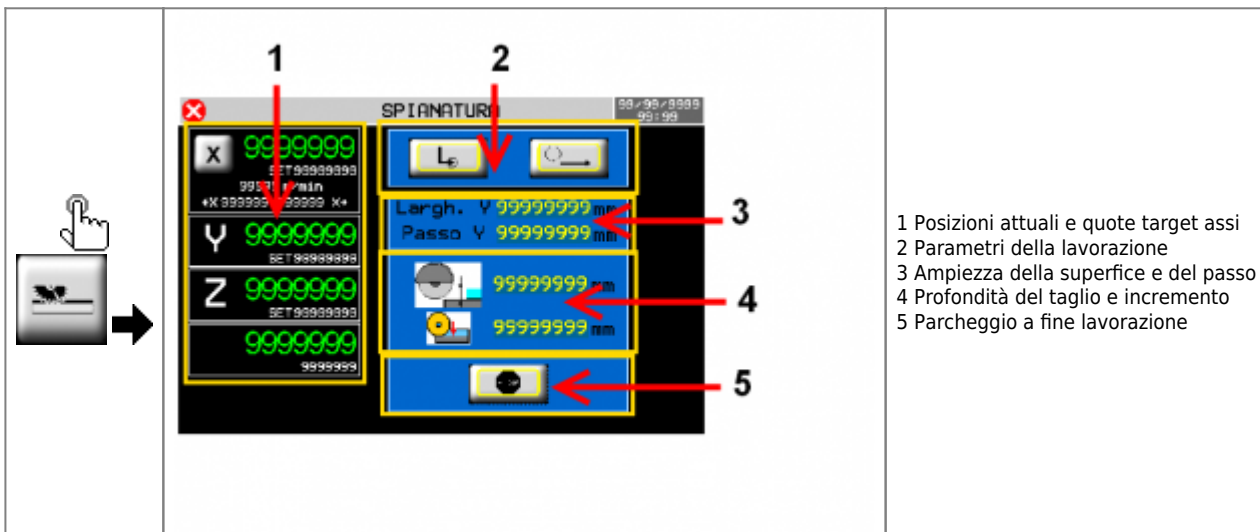 1
2
SPIANATURA
99/99/9999
99:99
X 9999999
SET99999999
Y 9999999
SET99999999
Z 9999999
SET99999999
9999999
9999999
L
Largh. Y 99999999 mm
Passo Y 99999999 mm
3
99999999 mm
99999999 mm
4
5
1 Posizioni attuali e quote target assi
2 Parametri della lavorazione
3 Ampiezza della superfice e del passo
4 Profondità del taglio e incremento
5 Parcheggio a fine lavorazione